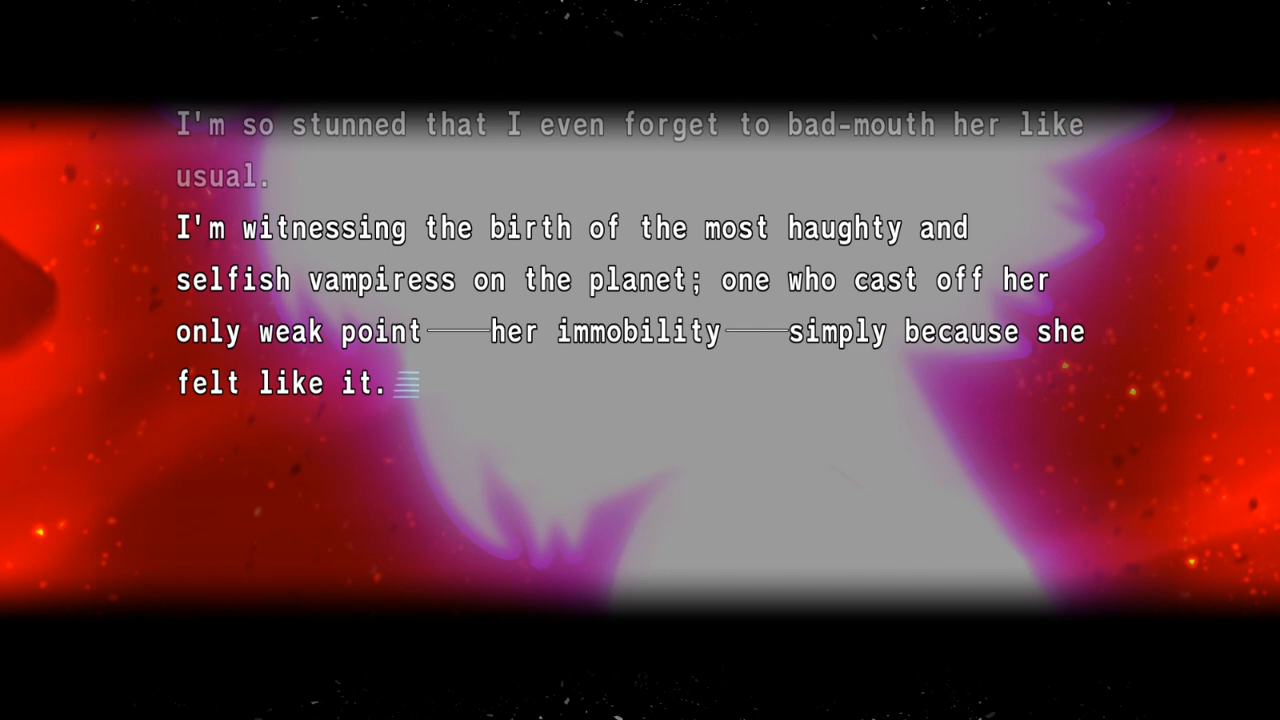 I'm so stunned that I even forget to bad-mouth her like
usual.
I'm witnessing the birth of the most haughty and
selfish vampiress on the planet; one who cast off her
only weak point——her immobility——simply because she
felt like it.